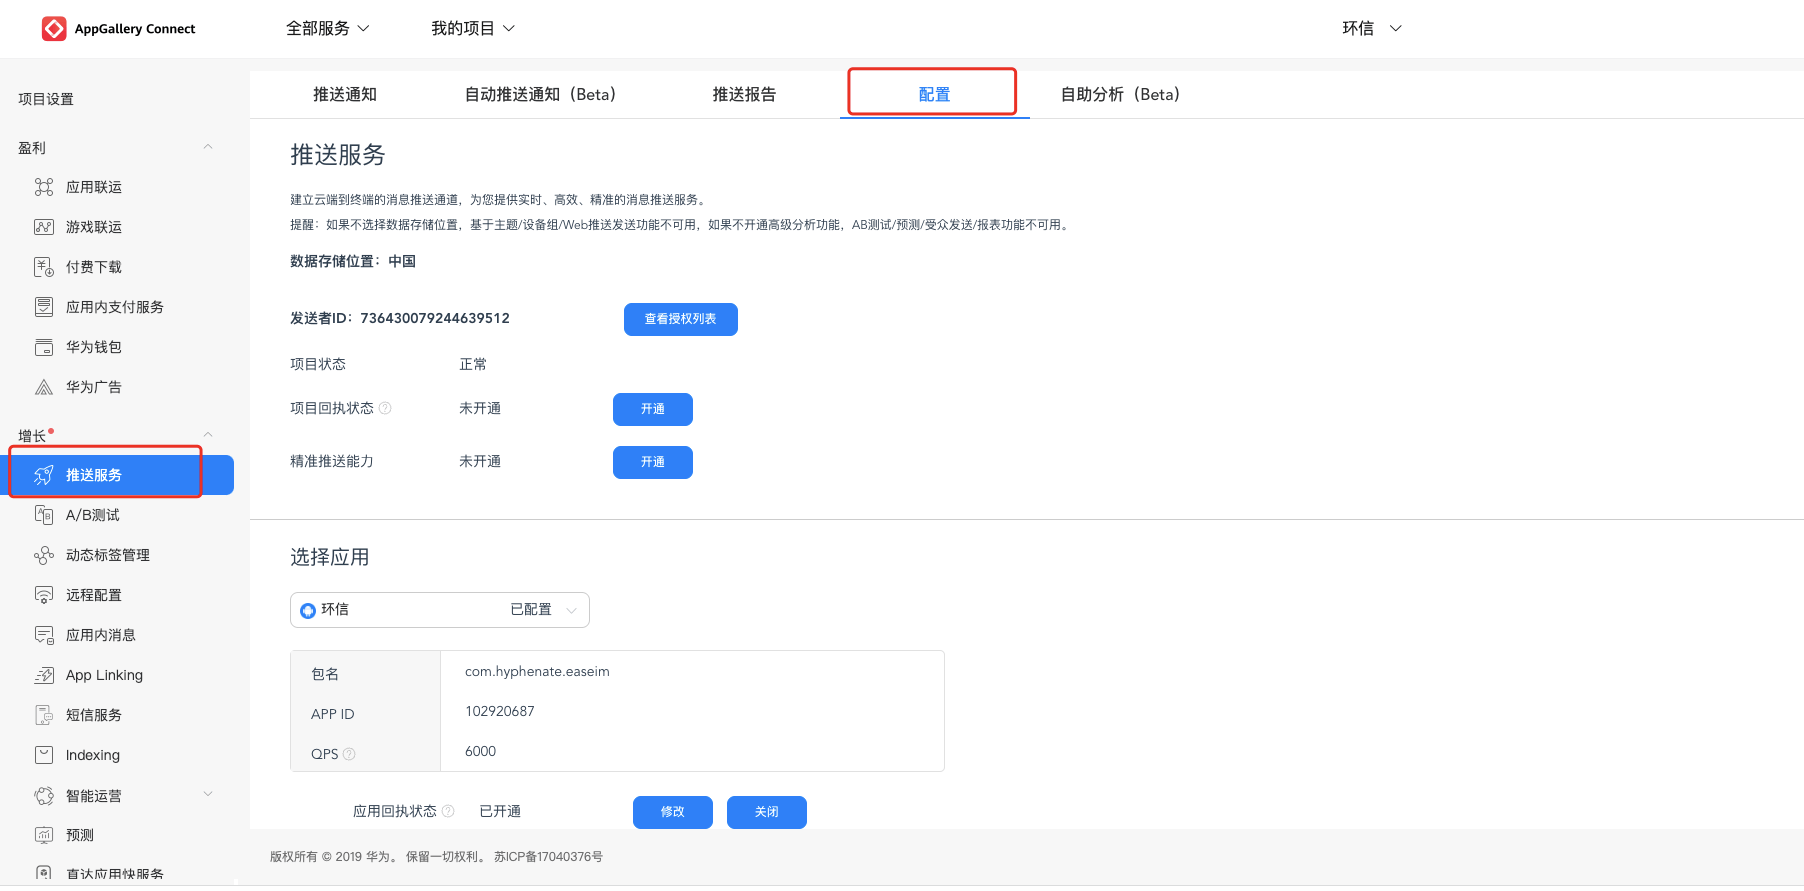 AppGallery Connect
全部服务
我的项目
环信
项目设置
盈利
应用联运
游戏联运
付费下载
应用内支付服务
华为钱包
华为广告
增长
推送服务
A/B测试
动态标签管理
远程配置
应用内消息
App Linking
短信服务
Indexing
智能运营
预测
直达应用快服务
推送通知
自动推送通知（Beta）
推送报告
配置
自助分析（Beta）
推送服务
建立云端到终端的消息推送通道，为您提供实时、高效、精准的消息推送服务。
提醒：如果不选择数据存储位置，基于主题/设备组/Web推送发送功能不可用，如果不开通高级分析功能，AB测试/预测/受众发送/报表功能不可用。
数据存储位置：中国
发送者ID：736430079244639512
查看授权列表
项目状态 正常
项目回执状态 ? 未开通 开通
精准推送能力 未开通 开通
选择应用
环信 已配置
包名 com.hyphenate.easeim
APP ID 102920687
QPS ? 6000
应用回执状态 ? 已开通 修改 关闭
版权所有 © 2019 华为。 保留一切权利。 苏ICP备17040376号